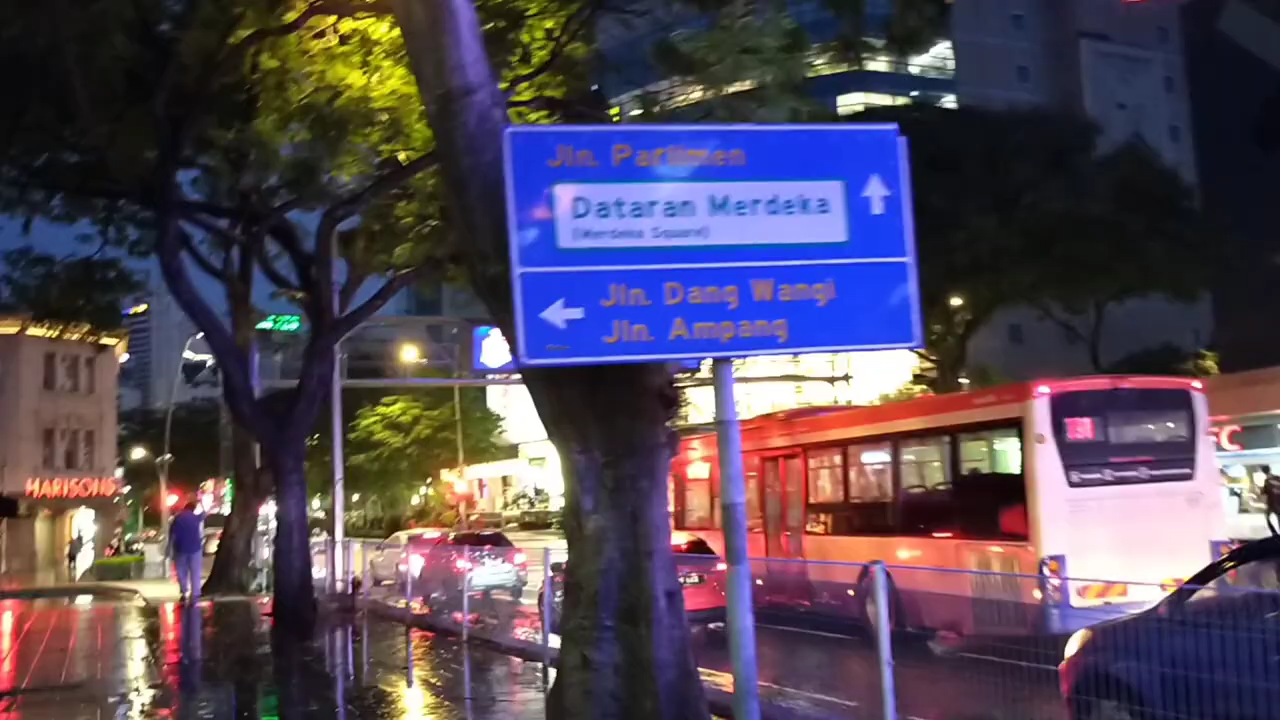 Jln. Parlimen
Dataran Merdeka
(Merdeka Square)
Jln. Dang Wangi
Jln. Ampang
HARISONS